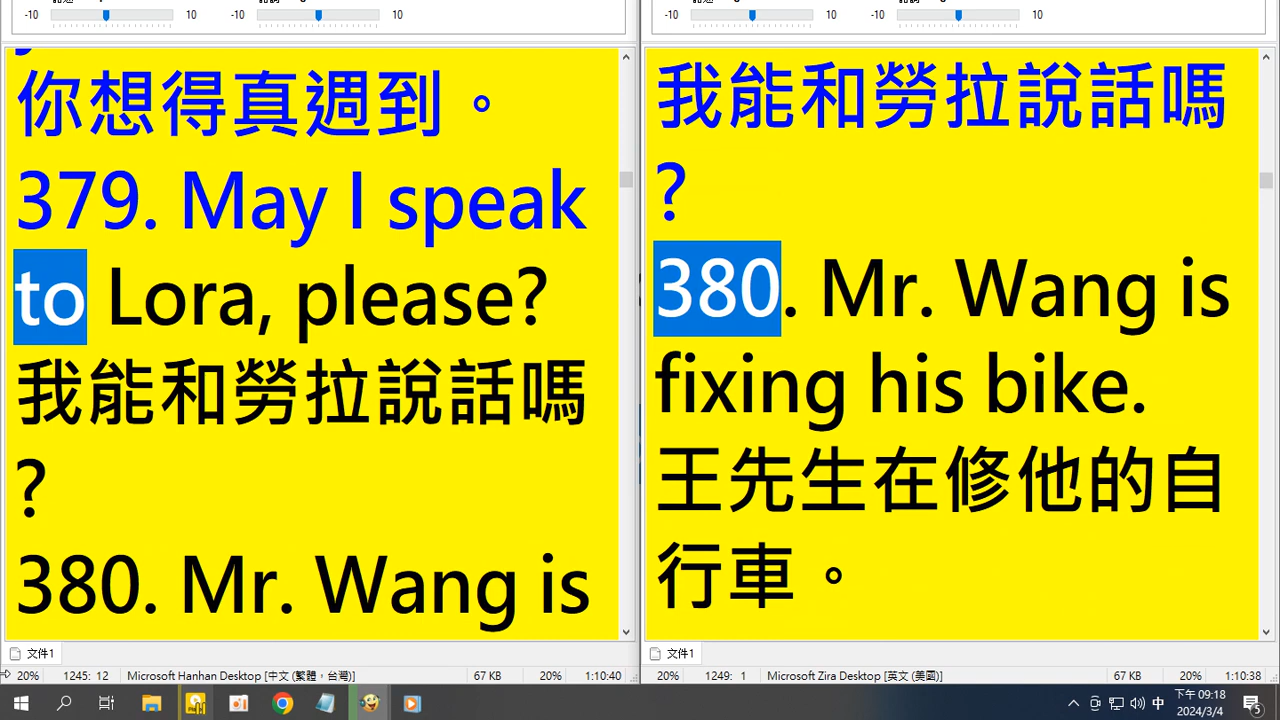 -10 10 -10 10
你想得真週到。
379. May I speak
to Lora, please?
我能和勞拉說話嗎
?
380. Mr. Wang is
文件1
20% 1245: 12 Microsoft Hanhan Desktop [中文 (繁體，台灣)] 67 KB 20% 1:10:40
-10 10 -10 10
我能和勞拉說話嗎
?
380. Mr. Wang is
fixing his bike.
王先生在修他的自
行車。
文件1
20% 1249: 1 Microsoft Zira Desktop [英文 (美國)] 67 KB 20% 1:10:38
中
下午 09:18
2024/3/4
5